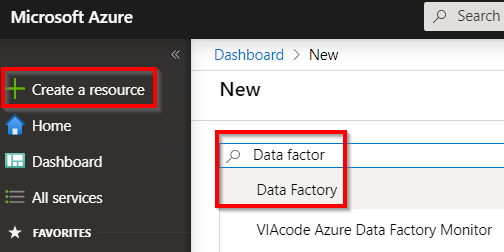 Microsoft Azure
Search
Dashboard > New
Create a resource
New
Home
Data factor
Dashboard
Data Factory
All services
VIAcode Azure Data Factory Monitor
FAVORITES